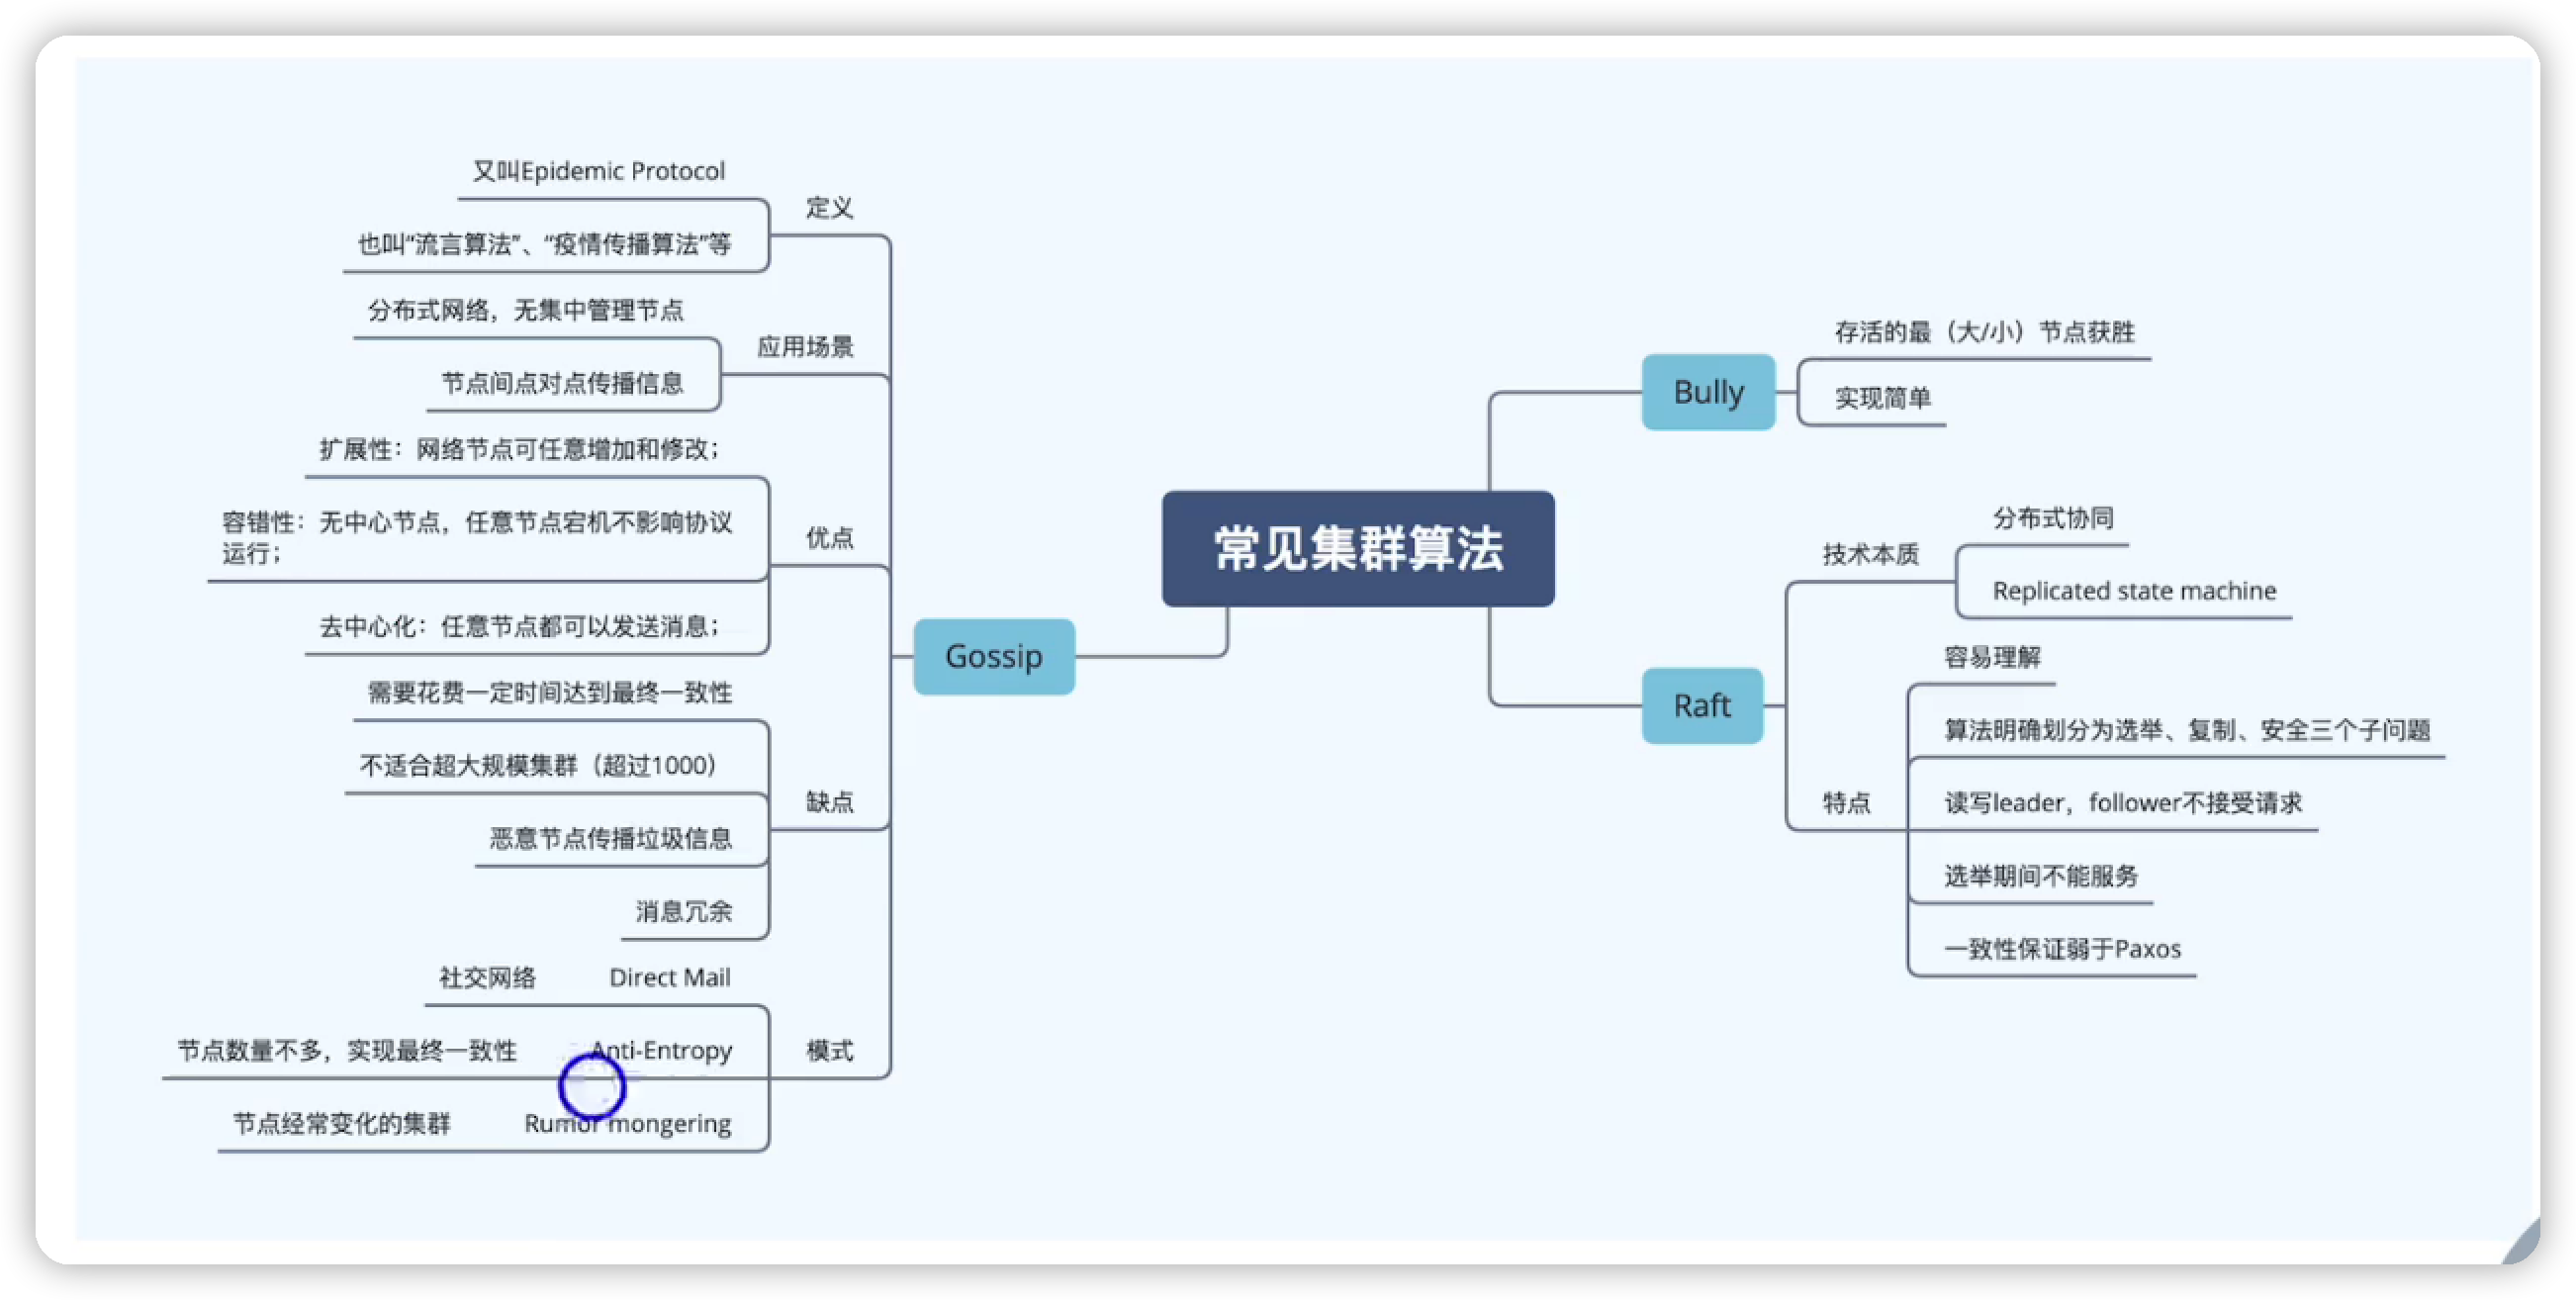 常见集群算法
Gossip
定义
又叫Epidemic Protocol
也叫“流言算法”、“疫情传播算法”等
应用场景
分布式网络，无集中管理节点
节点间点对点传播信息
优点
扩展性：网络节点可任意增加和修改；
容错性：无中心节点，任意节点宕机不影响协议
运行；
去中心化：任意节点都可以发送消息；
缺点
需要花费一定时间达到最终一致性
不适合超大规模集群（超过1000）
恶意节点传播垃圾信息
消息冗余
模式
Direct Mail
社交网络
Anti-Entropy
节点数量不多，实现最终一致性
Rumor mongering
节点经常变化的集群
Bully
存活的最（大/小）节点获胜
实现简单
Raft
技术本质
分布式协同
Replicated state machine
特点
容易理解
算法明确划分为选举、复制、安全三个子问题
读写leader，follower不接受请求
选举期间不能服务
一致性保证弱于Paxos